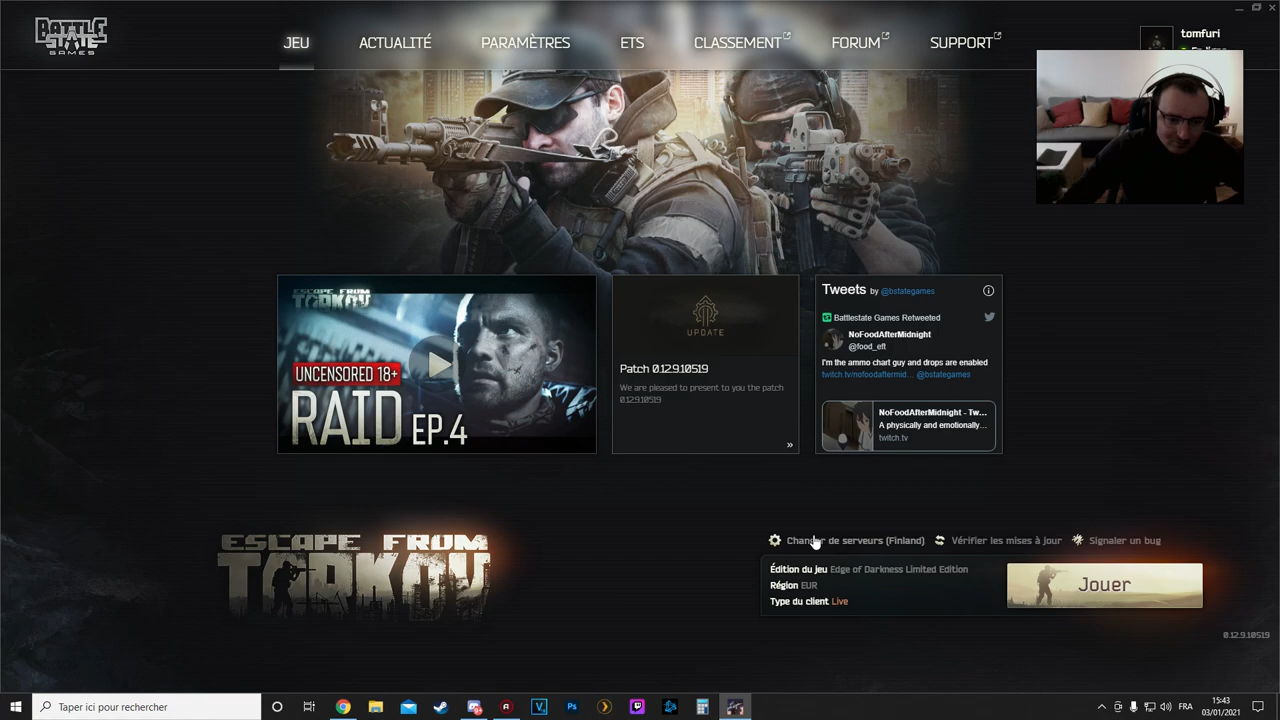 BATTLE
STATE
GAMES
JEU
ACTUALITÉ
PARAMÈTRES
ETS
CLASSEMENT
FORUM
SUPPORT
tomfuri
ESCAPE FROM
TARKOV
UNCENSORED 18+
RAID EP.4
UPDATE
Patch 0.12.9.10519
We are pleased to present to you the patch
0.12.9.10519
»
Tweets by @bstategames
Battlestate Games Retweeted
NoFoodAfterMidnight
@food_eft
I'm the ammo chart guy and drops are enabled
twitch.tv/nofoodaftermid... @bstategames
NoFoodAfterMidnight - Tw...
A physically and emotionally...
twitch.tv
ESCAPE FROM
TARKOV
de serveurs (Finland)
Vérifier les mises à jour
Signaler un bug
Édition du jeu Edge of Darkness Limited Edition
Région EUR
Type du client Live
Jouer
0.12.9.10519
Taper ici pour rechercher
FRA
15:43
03/01/2021